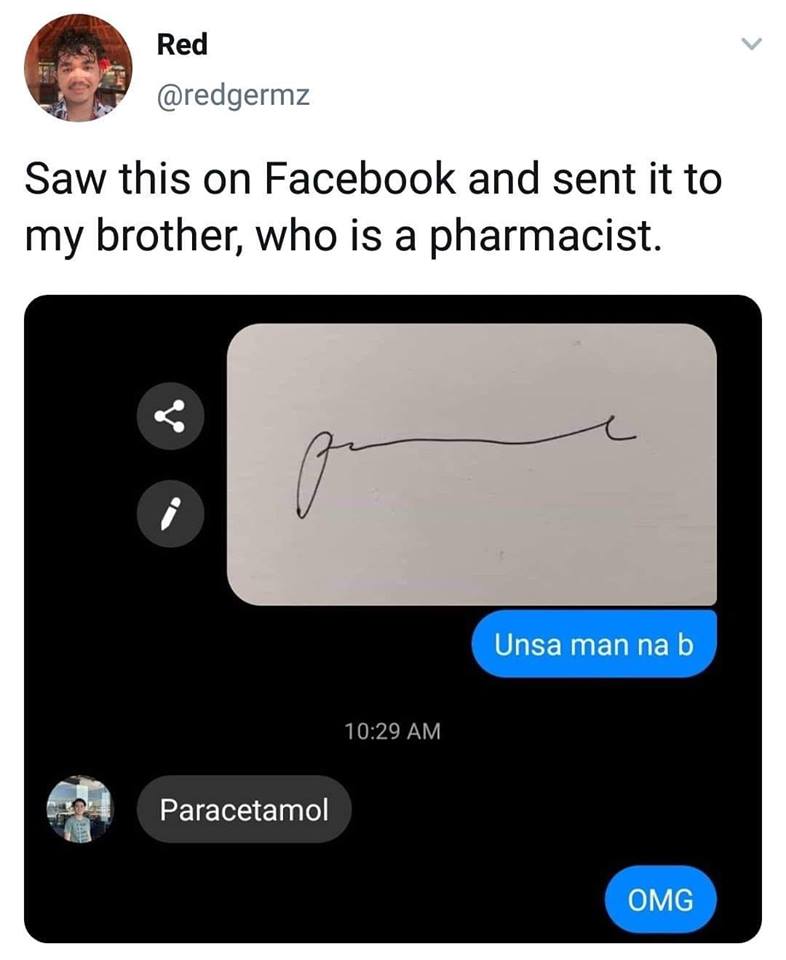 Red
@redgermz
Saw this on Facebook and sent it to
my brother, who is a pharmacist.
Unsa man na b
10:29 AM
Paracetamol
OMG